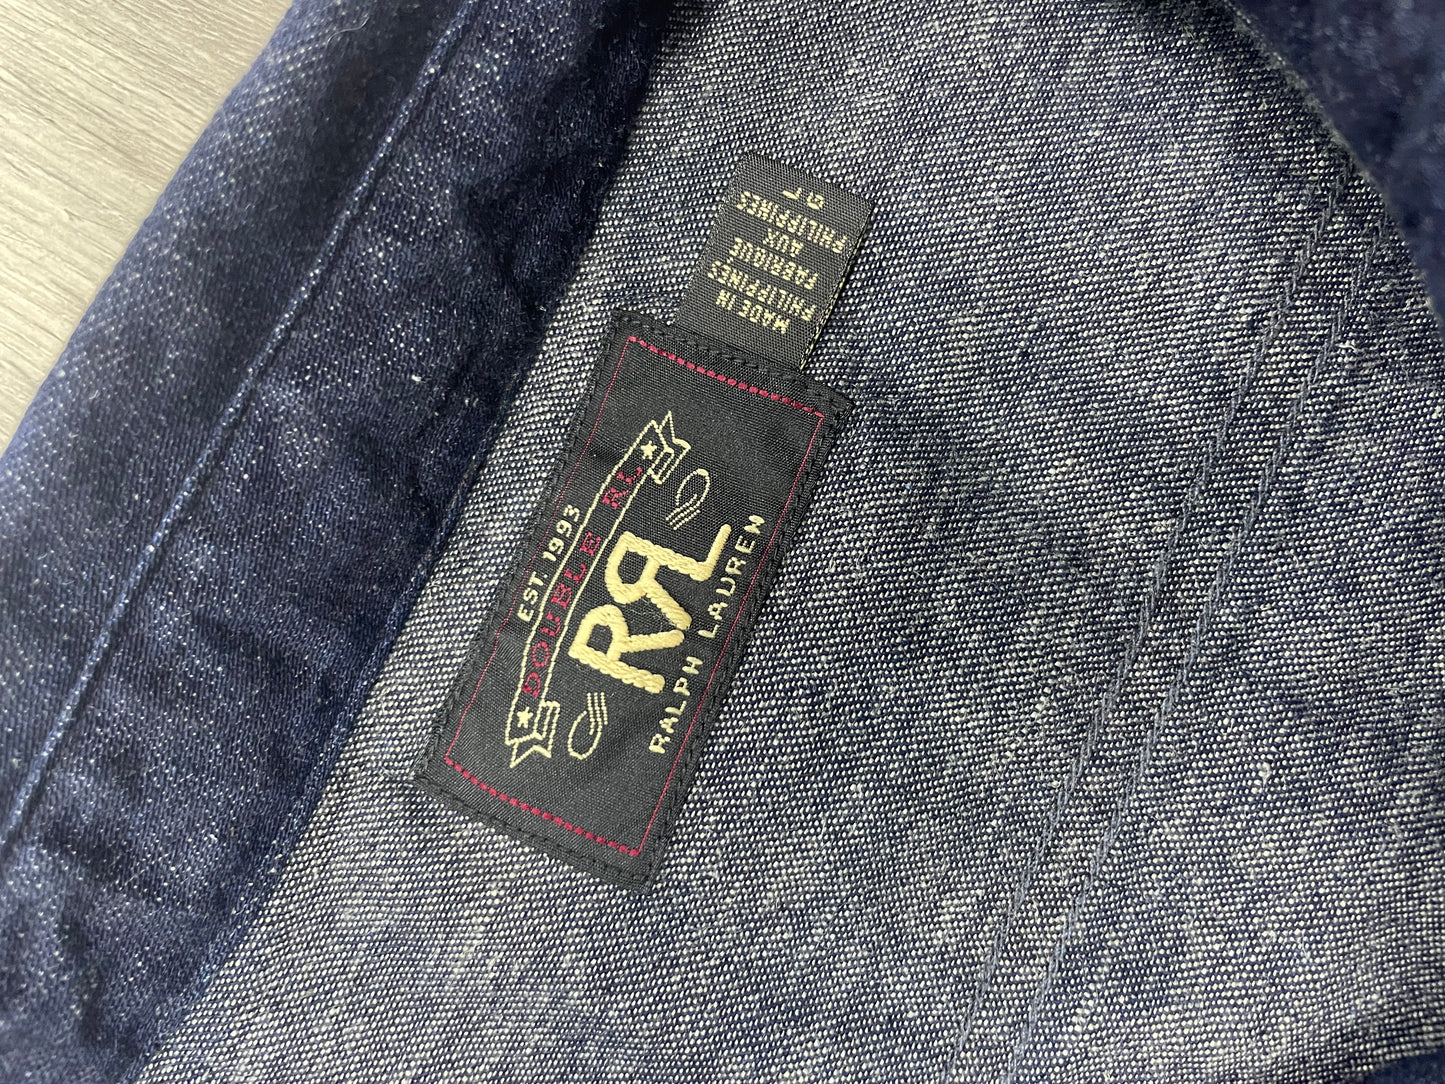 EST 1993
DOUBLE RL
RRL
RALPH LAUREN
MADE IN
PHILIPPINES
FABRIQUE
AUX
PHILIPPINES